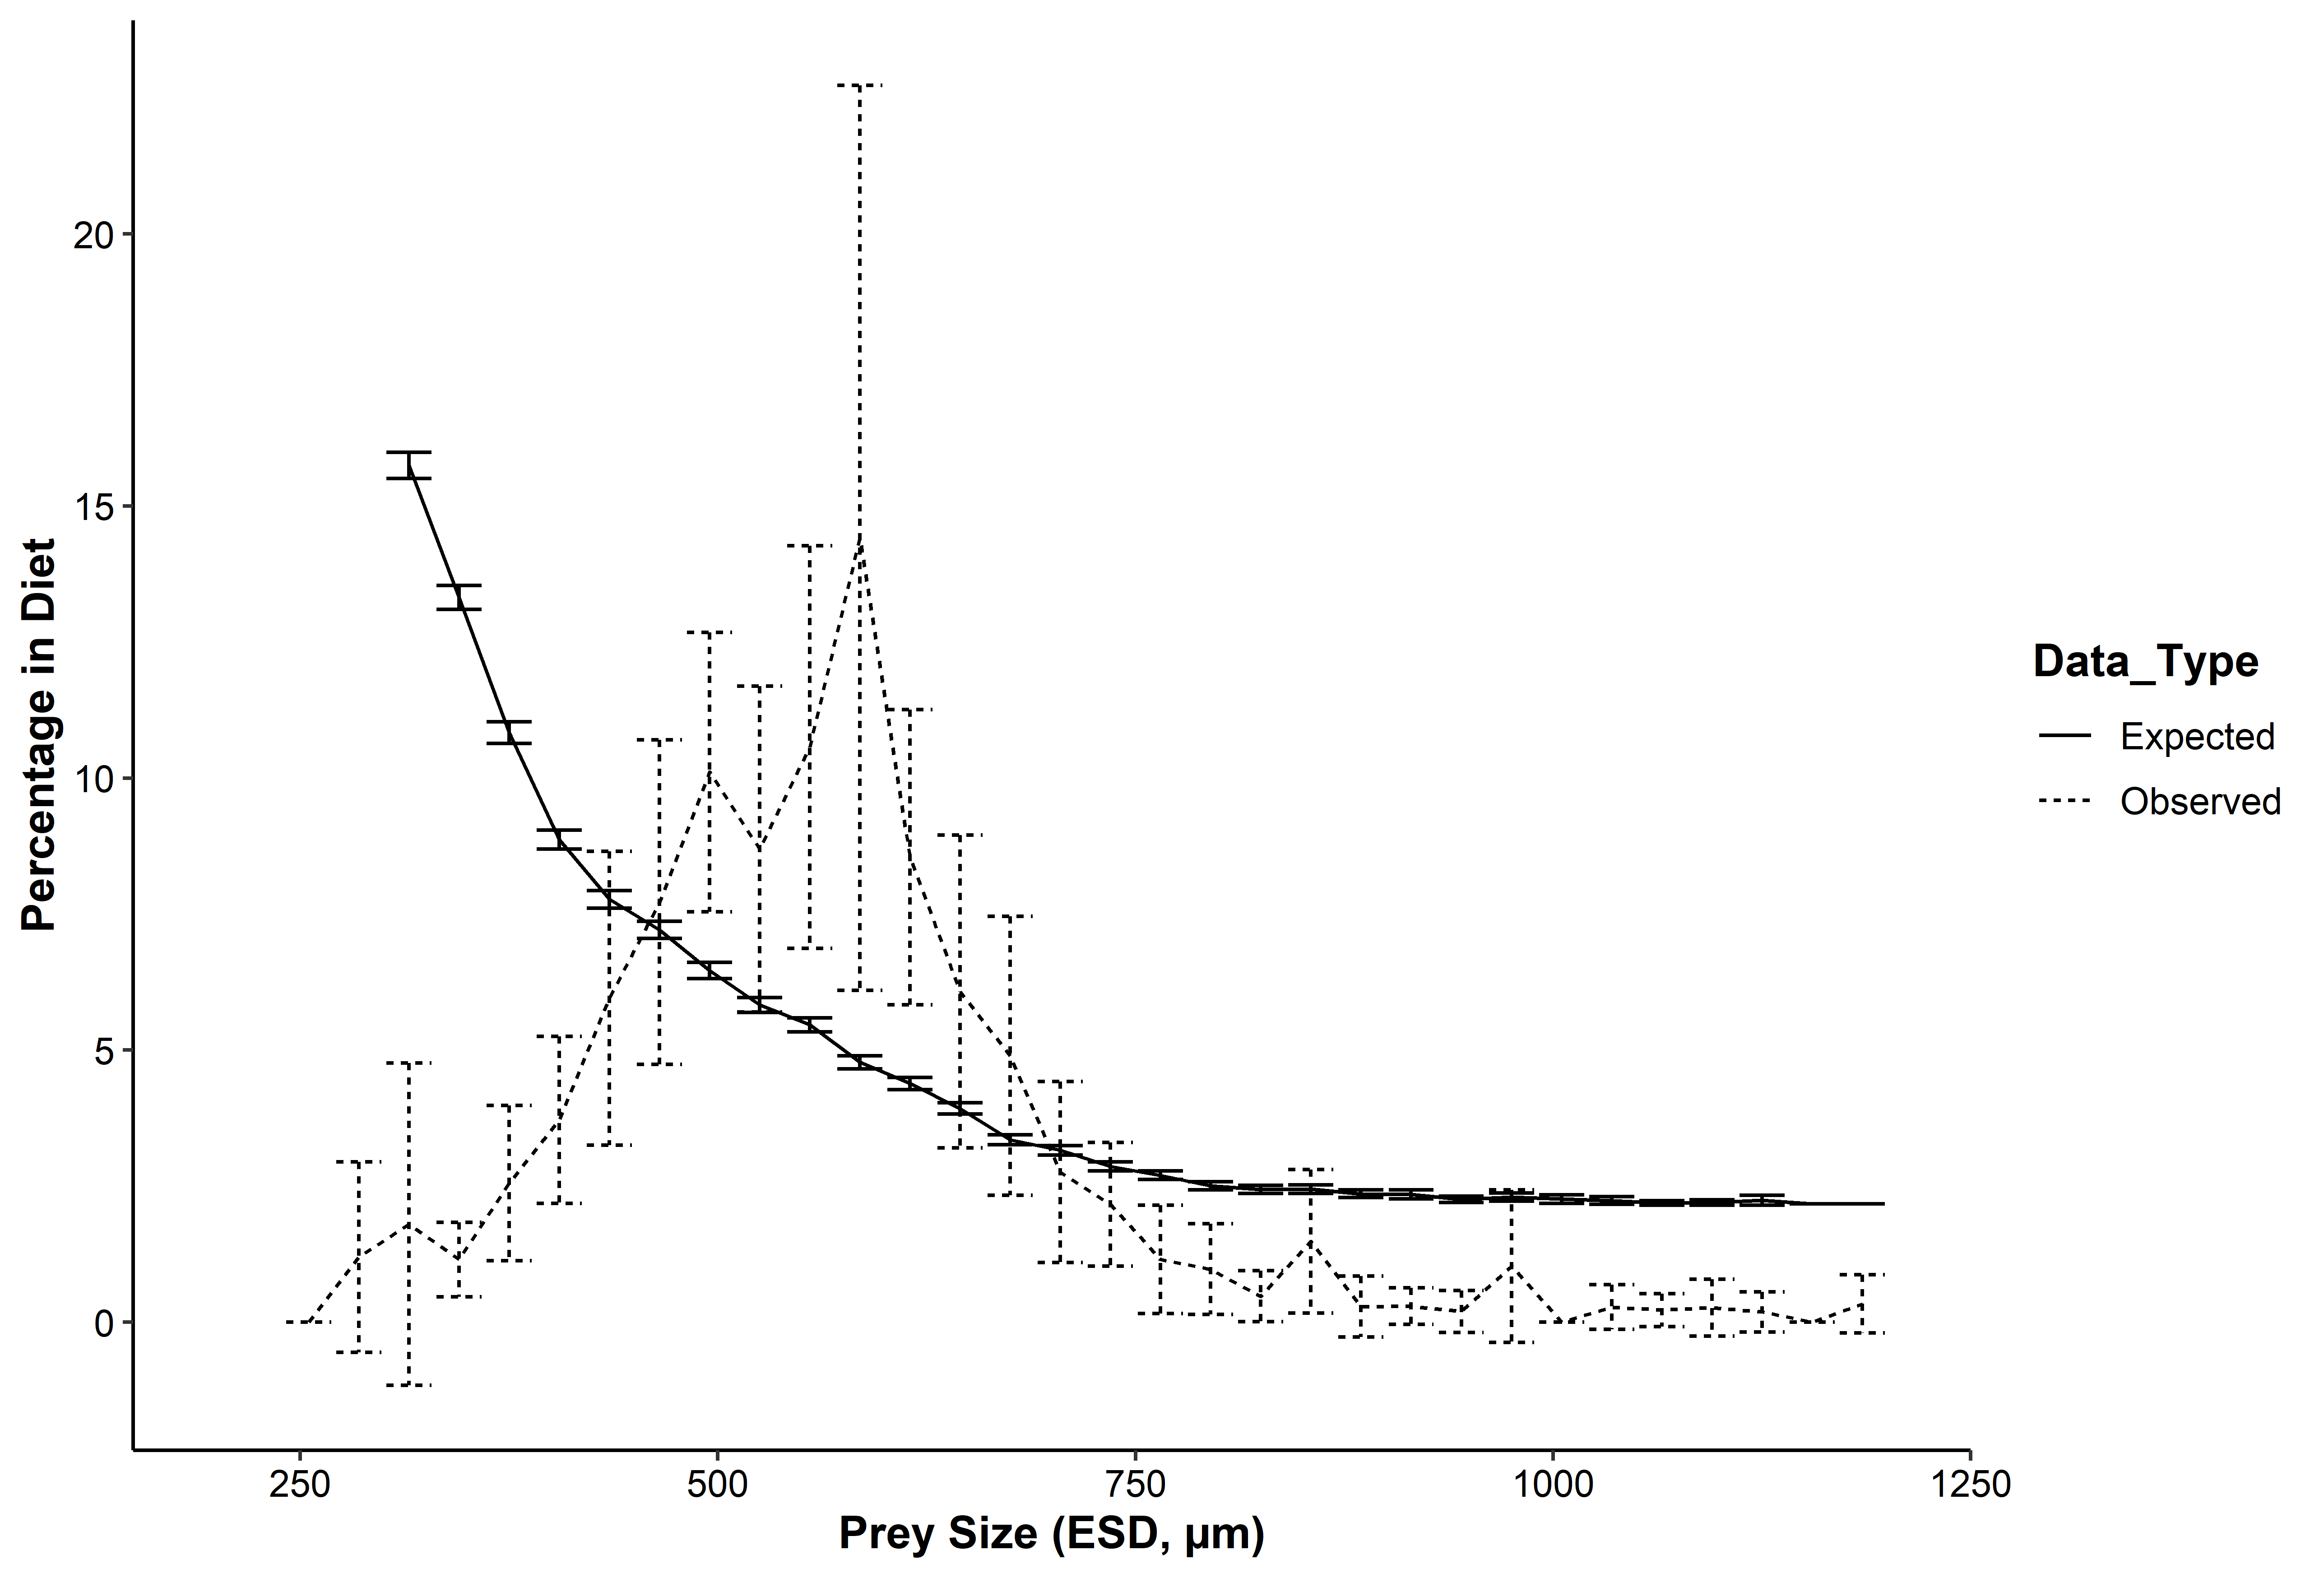 Percentage in Diet
20
15
10
5
0
250
500
750
1000
1250
Prey Size (ESD, µm)
Data_Type
Expected
Observed